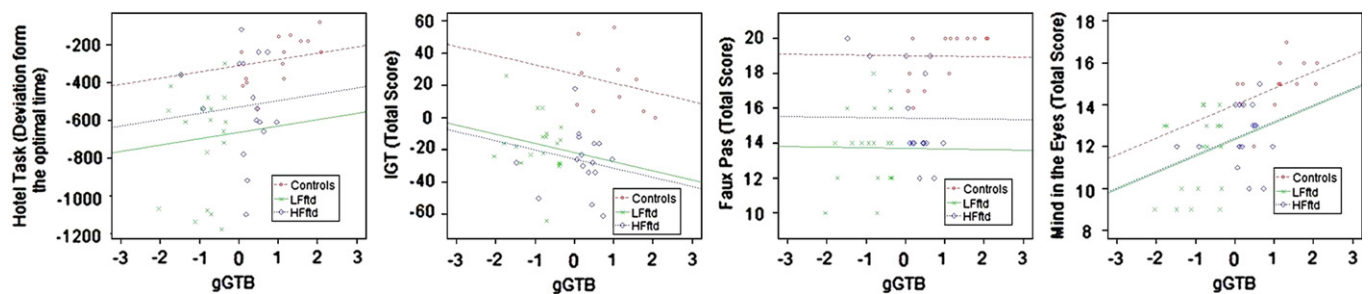 Hotel Task (Deviation form
the optimal time)
-200
-400
-600
-800
-1000
-1200
Controls
LFftd
HFftd
-3 -2 -1 0 1 2 3
gGTB
IGT (Total Score)
60
40
20
0
-20
-40
-60
Controls
LFftd
HFftd
-3 -2 -1 0 1 2 3
gGTB
Faux Pas (Total Score)
20
18
16
14
12
10
Controls
LFftd
HFftd
-3 -2 -1 0 1 2 3
gGTB
Mind in the Eyes (Total Score)
18
16
14
12
10
8
Controls
LFftd
HFftd
-3 -2 -1 0 1 2 3
gGTB